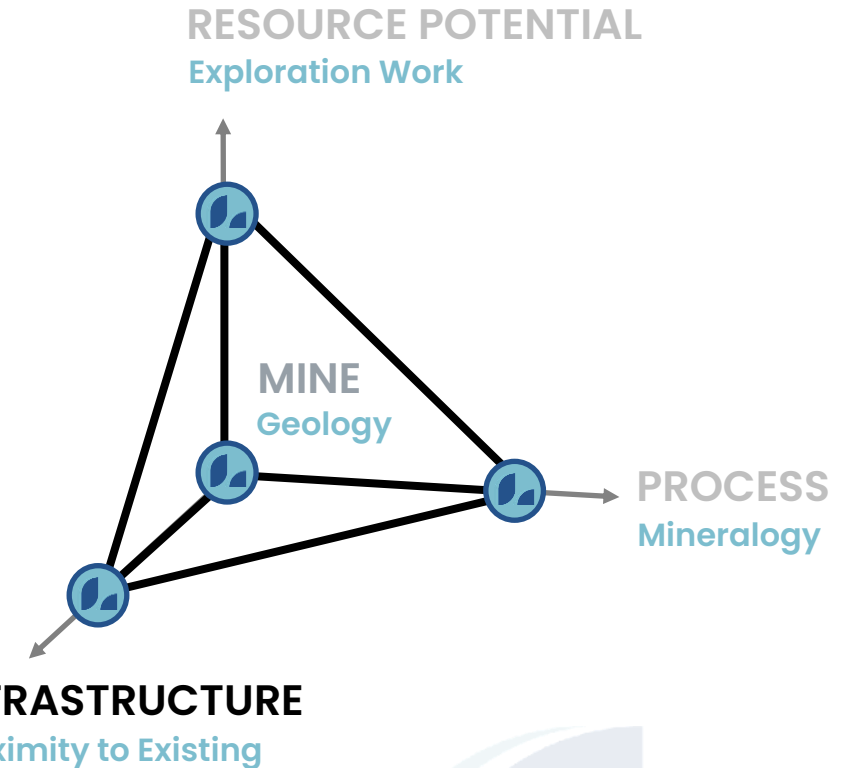 RESOURCE POTENTIAL
Exploration Work
MINE
Geology
PROCESS
Mineralogy
FRASTRUCTURE
ximity to Existing